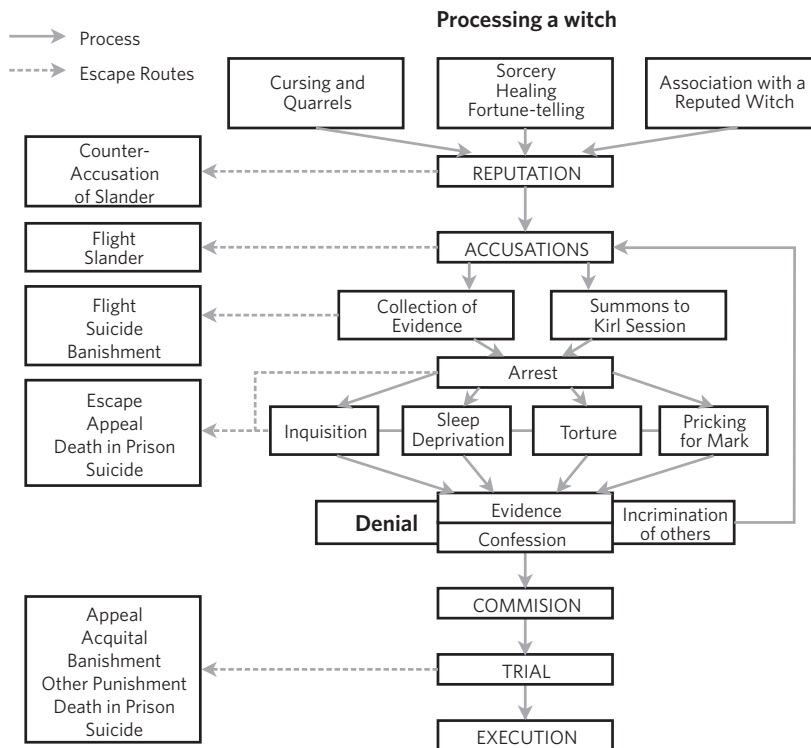 Processing a witch
Process
Escape Routes
Cursing and
Quarrels
Sorcery
Healing
Fortune-telling
Association with a
Reputed Witch
Counter-
Accusation
of Slander
REPUTATION
Flight
Slander
ACCUSATIONS
Flight
Suicide
Banishment
Collection of
Evidence
Summons to
Kirl Session
Arrest
Escape
Appeal
Death in Prison
Suicide
Inquisition
Sleep
Deprivation
Torture
Pricking
for Mark
Denial
Evidence
Confession
Incrimination
of others
COMMISION
Appeal
Acquital
Banishment
Other Punishment
Death in Prison
Suicide
TRIAL
EXECUTION